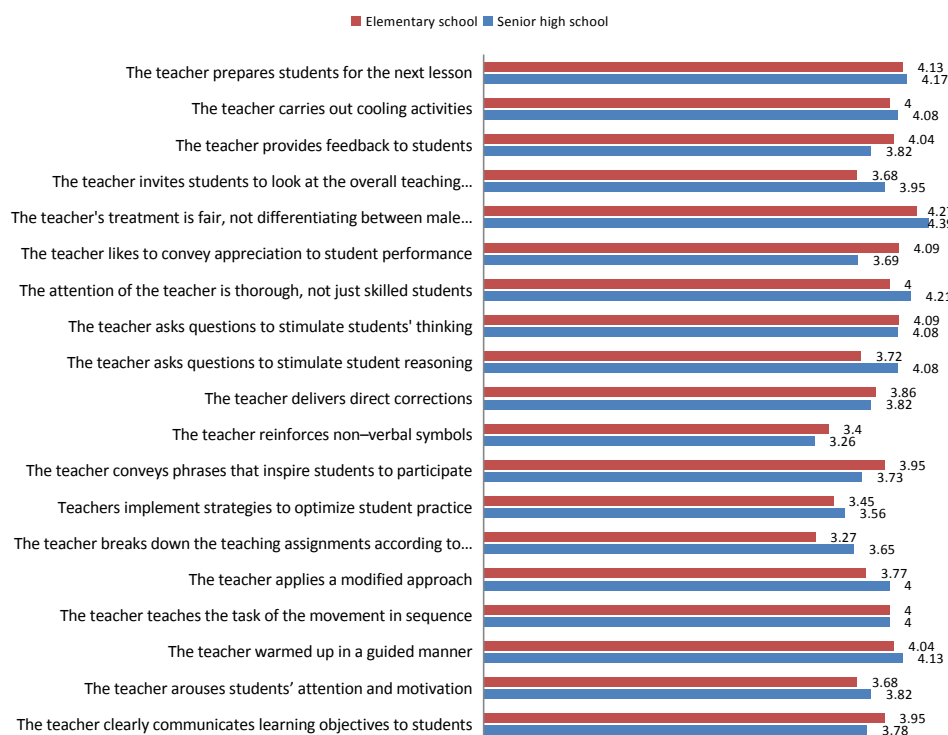 Elementary school Senior high school
The teacher prepares students for the next lesson 4.13
4.17
The teacher carries out cooling activities 4
4.08
The teacher provides feedback to students 4.04
3.82
The teacher invites students to look at the overall teaching... 3.68
3.95
The teacher's treatment is fair, not differentiating between male... 4.27
4.39
The teacher likes to convey appreciation to student performance 4.09
3.69
The attention of the teacher is thorough, not just skilled students 4
4.21
The teacher asks questions to stimulate students' thinking 4.09
4.08
The teacher asks questions to stimulate student reasoning 3.72
4.08
The teacher delivers direct corrections 3.86
3.82
The teacher reinforces non–verbal symbols 3.4
3.26
The teacher conveys phrases that inspire students to participate 3.95
3.73
Teachers implement strategies to optimize student practice 3.45
3.56
The teacher breaks down the teaching assignments according to... 3.27
3.65
The teacher applies a modified approach 3.77
4
The teacher teaches the task of the movement in sequence 4
4
The teacher warmed up in a guided manner 4.04
4.13
The teacher arouses students’ attention and motivation 3.68
3.82
The teacher clearly communicates learning objectives to students 3.95
3.78